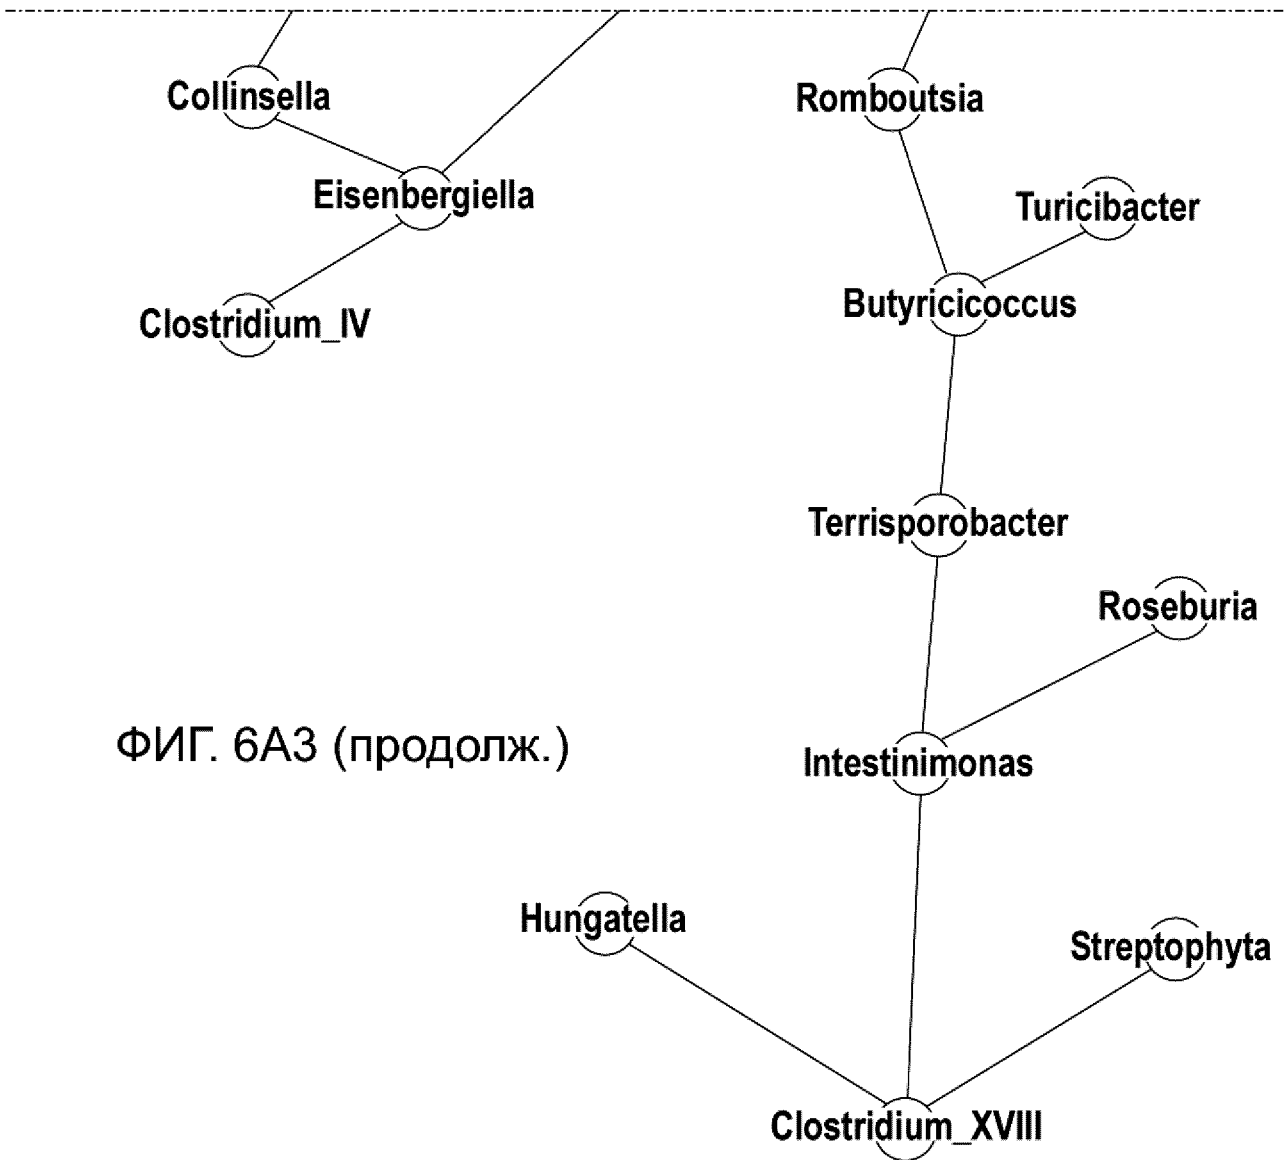 Collinsella
Romboutsia
Eisenbergiella
Turicibacter
Butyricicoccus
Clostridium_IV
Terrisporobacter
Roseburia
ФИГ. 6А3 (продолж.)
Intestinimonas
Hungatella
Streptophyta
Clostridium_XVIII